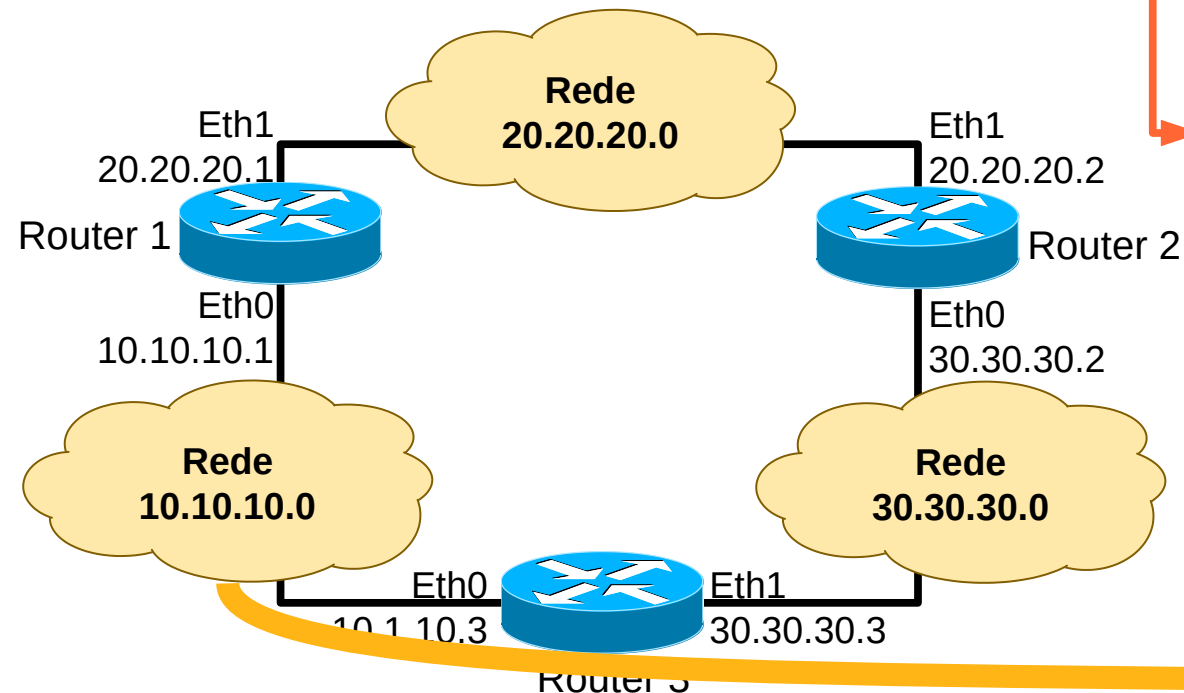 Rede
20.20.20.0
Eth1
20.20.20.1
Eth1
20.20.20.2
Router 1
Router 2
Eth0
10.10.10.1
Eth0
30.30.30.2
Rede
10.10.10.0
Rede
30.30.30.0
Eth0
Eth1
30.30.30.3
Router 3